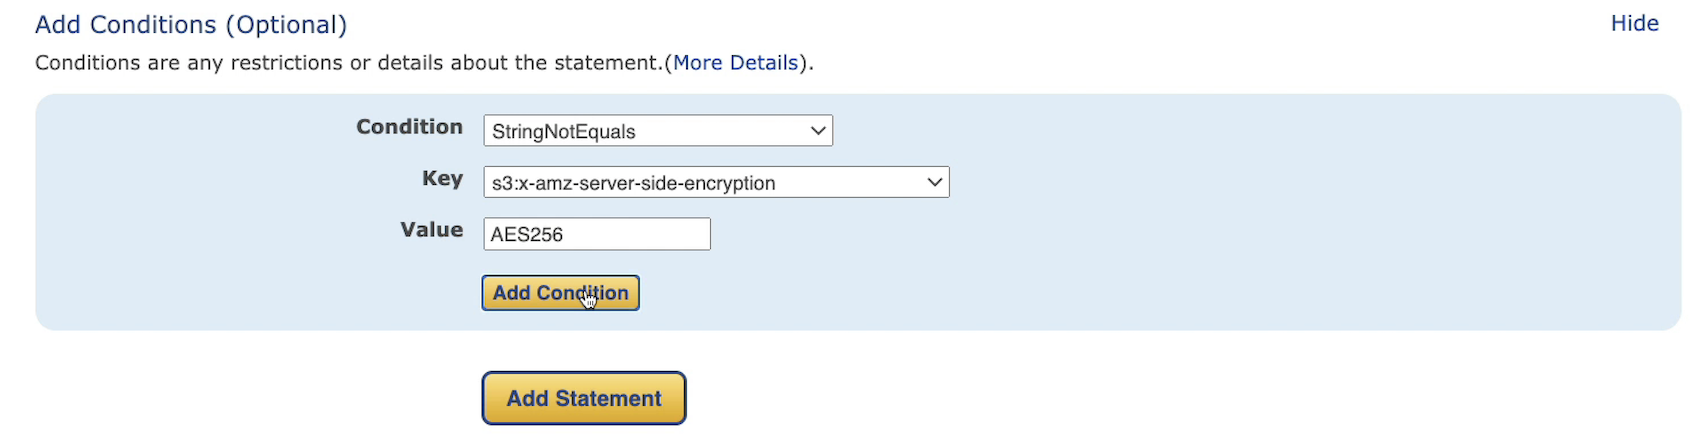 Add Conditions (Optional) Hide
Conditions are any restrictions or details about the statement.(More Details).
Condition StringNotEquals
Key s3:x-amz-server-side-encryption
Value AES256
Add Condition
Add Statement